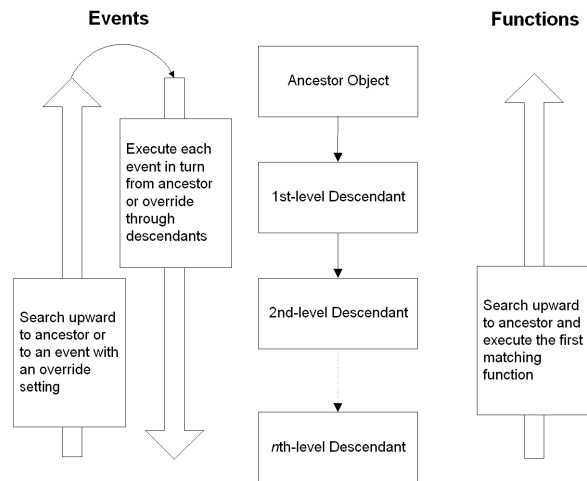 Events
Functions
Ancestor Object
Execute each
event in turn
from ancestor
or override
through
descendants
1st-level Descendant
Search upward
to ancestor or
to an event with
an override
setting
2nd-level Descendant
Search upward
to ancestor and
execute the first
matching
function
nth-level Descendant